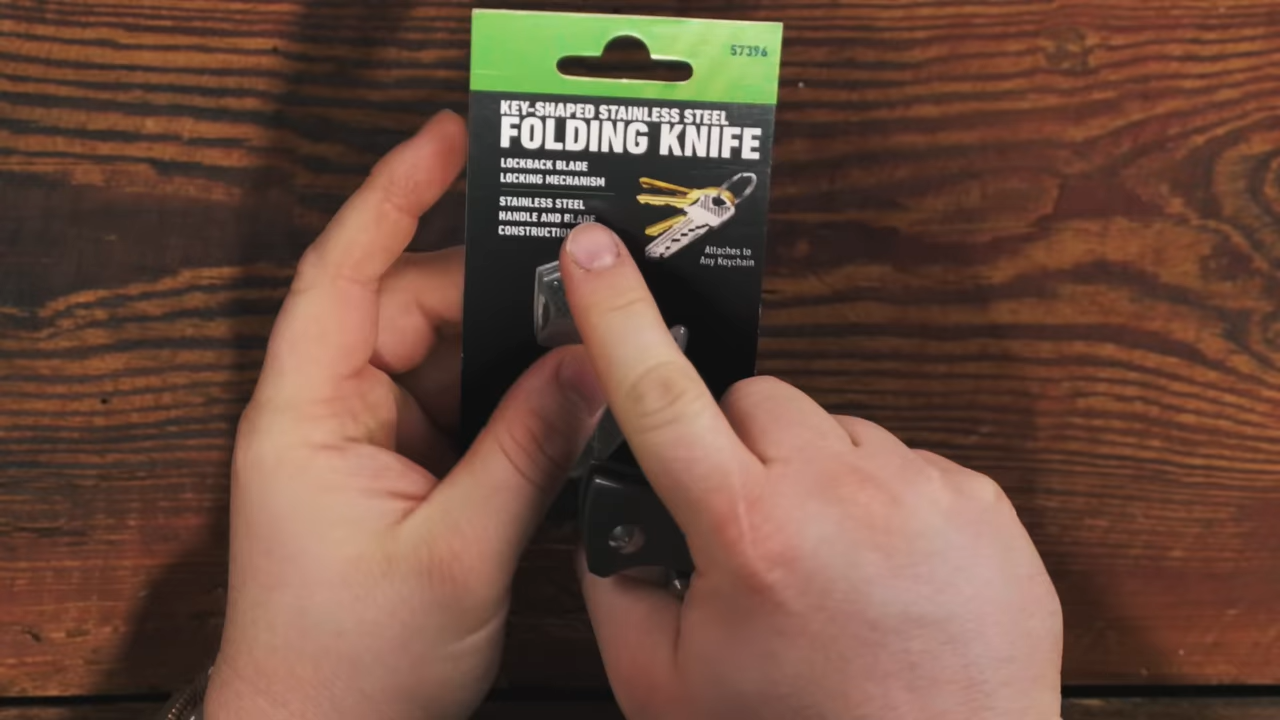 57396
KEY-SHAPED STAINLESS STEEL
FOLDING KNIFE
LOCKBACK BLADE
LOCKING MECHANISM
STAINLESS STEEL
HANDLE AND BLADE
CONSTRUCTION
Attaches to
Any Keychain